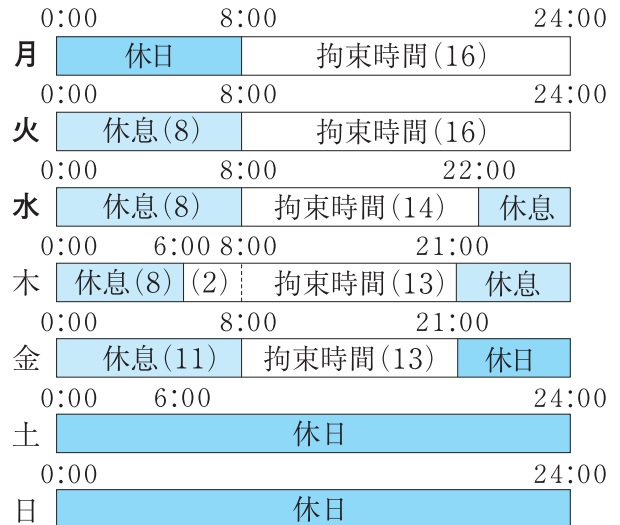 0:00 8:00 24:00
月 休日 拘束時間(16)
0:00 8:00 24:00
火 休息(8) 拘束時間(16)
0:00 8:00 22:00
水 休息(8) 拘束時間(14) 休息
0:00 6:00 8:00 21:00
木 休息(8) (2) 拘束時間(13) 休息
0:00 8:00 21:00
金 休息(11) 拘束時間(13) 休日
0:00 6:00 24:00
土 休日
0:00 24:00
日 休日